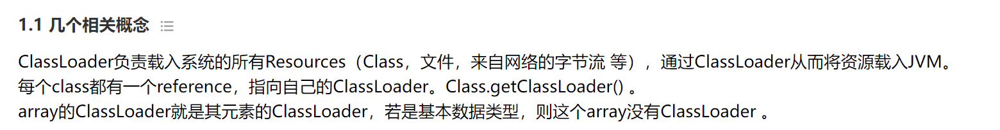 1.1 几个相关概念
ClassLoader负责载入系统的所有Resources（Class，文件，来自网络的字节流 等），通过ClassLoader从而将资源载入JVM。
每个class都有一个reference，指向自己的ClassLoader。Class.getClassLoader() 。
array的ClassLoader就是其元素的ClassLoader，若是基本数据类型，则这个array没有ClassLoader 。